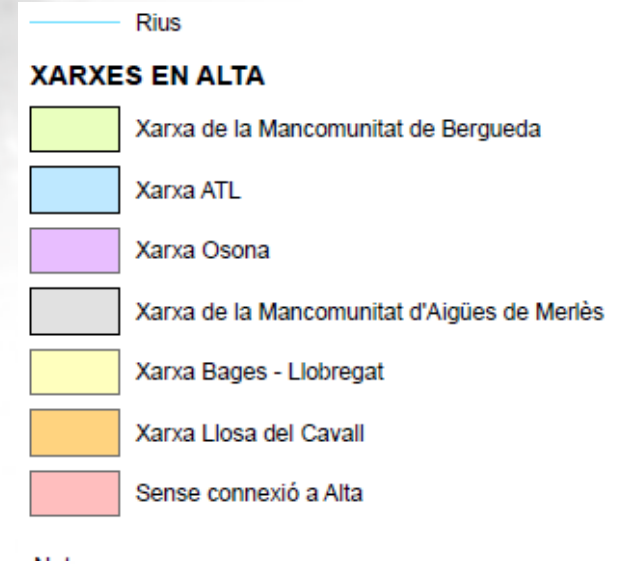 Rius
XARXES EN ALTA
Xarxa de la Mancomunitat de Bergueda
Xarxa ATL
Xarxa Osona
Xarxa de la Mancomunitat d'Aigües de Merlès
Xarxa Bages - Llobregat
Xarxa Llosa del Cavall
Sense connexió a Alta